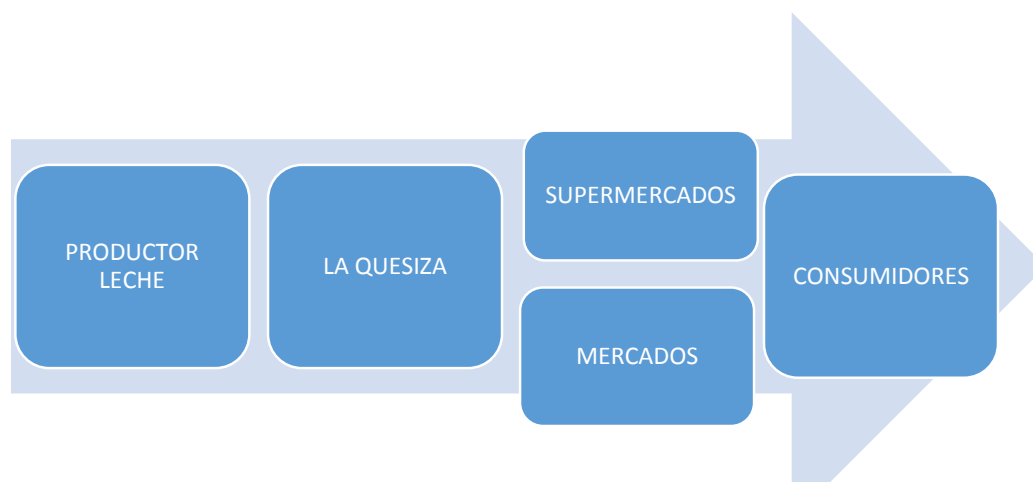 PRODUCTOR
LECHE
LA QUESIZA
SUPERMERCADOS
MERCADOS
CONSUMIDORES